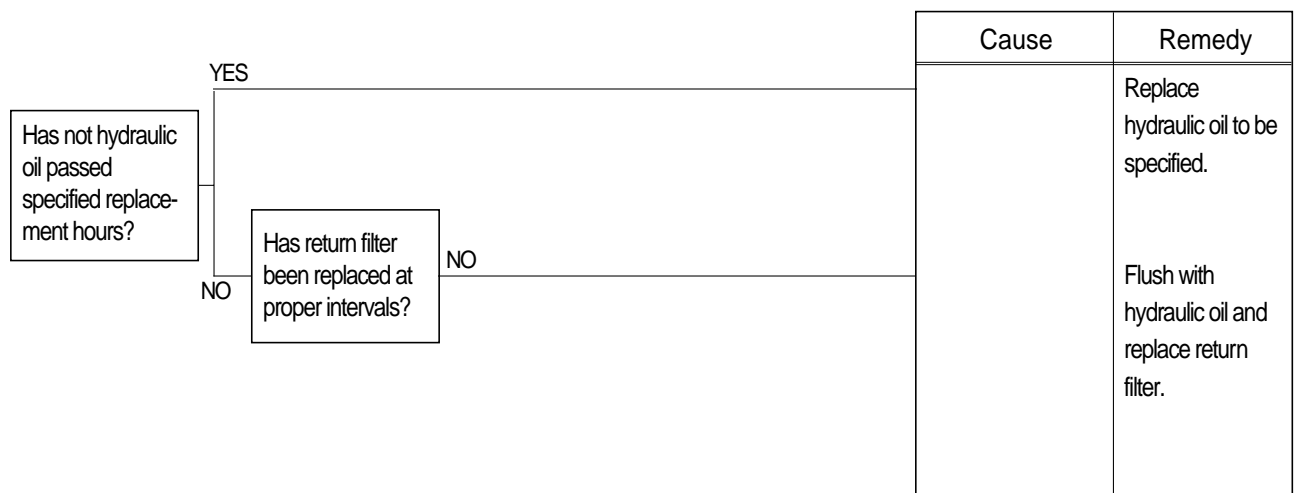 Cause
Remedy
YES
Replace
hydraulic oil to be
specified.
Has not hydraulic
oil passed
specified replace-
ment hours?
NO
Has return filter
been replaced at
proper intervals?
NO
Flush with
hydraulic oil and
replace return
filter.